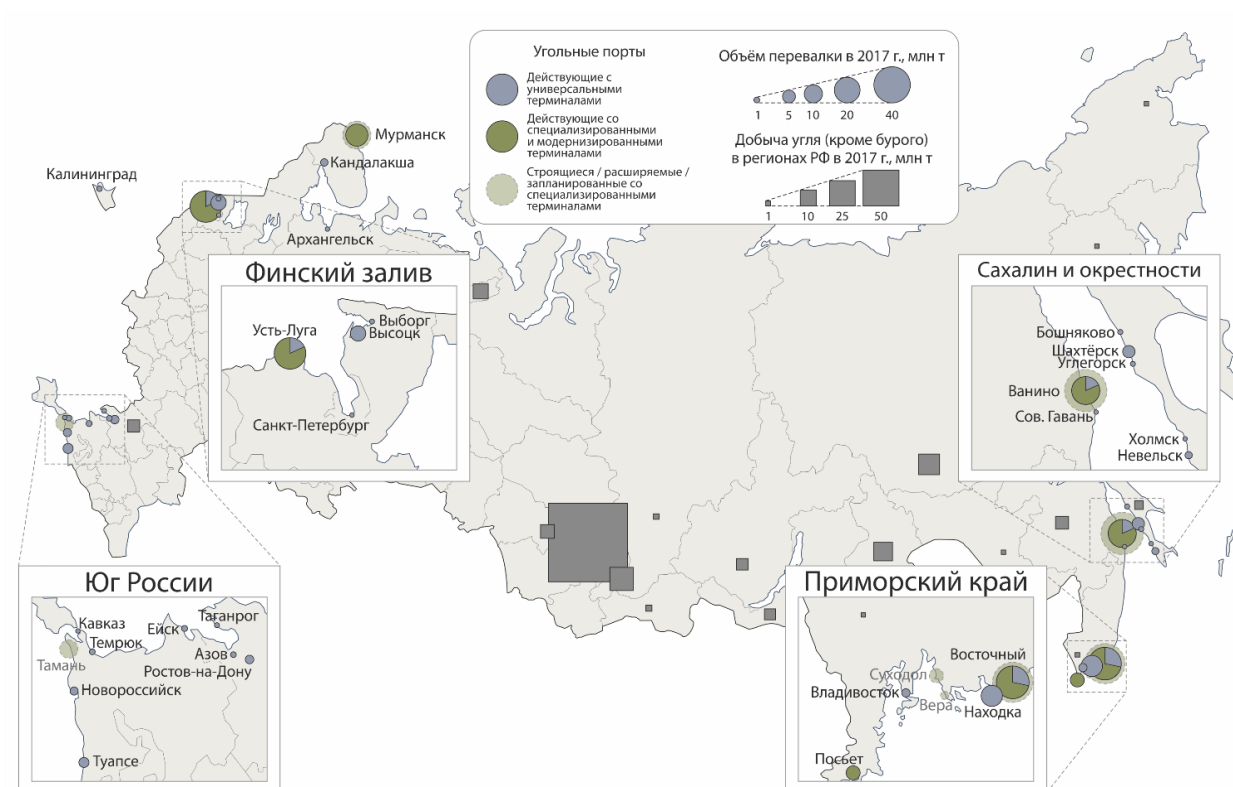 Угольные порты
Действующие с
универсальными
терминалами
Действующие со
специализированными
и модернизированными
терминалами
Строящиеся / расширяемые /
запланированные со
специализированными
терминалами
Объём перевалки в 2017 г., млн т
1 5 10 20 40
Добыча угля (кроме бурого)
в регионах РФ в 2017 г., млн т
1 10 25 50
Мурманск
Кандалакша
Калининград
Архангельск
Финский залив
Выборг
Высоцк
Усть-Луга
Санкт-Петербург
Сахалин и окрестности
Бошняково
Шахтёрск
Углегорск
Ванино
Сов. Гавань
Холмск
Невельск
Юг России
Кавказ
Темрюк
Ейск
Таганрог
Тамань
Азов
Ростов-на-Дону
Новороссийск
Туапсе
Приморский край
Восточный
Суходол
Владивосток
Вера
Находка
Посьет